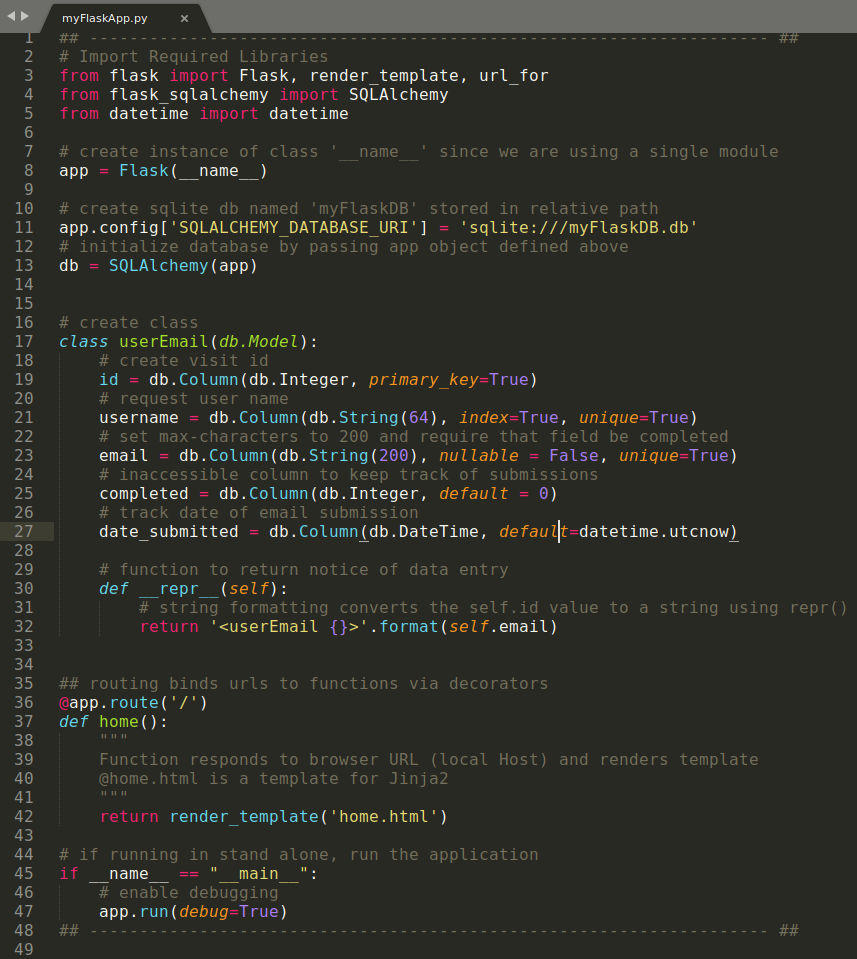 myFlaskApp.py ×
1 ## -------------------------------------------------------------------- ##
2 # Import Required Libraries
3 from flask import Flask, render_template, url_for
4 from flask_sqlalchemy import SQLAlchemy
5 from datetime import datetime
6
7 # create instance of class '__name__' since we are using a single module
8 app = Flask(__name__)
9
10 # create sqlite db named 'myFlaskDB' stored in relative path
11 app.config['SQLALCHEMY_DATABASE_URI'] = 'sqlite:///myFlaskDB.db'
12 # initialize database by passing app object defined above
13 db = SQLAlchemy(app)
14
15
16 # create class
17 class userEmail(db.Model):
18     # create visit id
19     id = db.Column(db.Integer, primary_key=True)
20     # request user name
21     username = db.Column(db.String(64), index=True, unique=True)
22     # set max-characters to 200 and require that field be completed
23     email = db.Column(db.String(200), nullable = False, unique=True)
24     # inaccessible column to keep track of submissions
25     completed = db.Column(db.Integer, default = 0)
26     # track date of email submission
27     date_submitted = db.Column(db.DateTime, default=datetime.utcnow)
28
29     # function to return notice of data entry
30     def __repr__(self):
31         # string formatting converts the self.id value to a string using repr()
32         return '<userEmail {}>'.format(self.email)
33
34
35 ## routing binds urls to functions via decorators
36 @app.route('/')
37 def home():
38     """
39     Function responds to browser URL (local Host) and renders template
40     @home.html is a template for Jinja2
41     """
42     return render_template('home.html')
43
44 # if running in stand alone, run the application
45 if __name__ == "__main__":
46     # enable debugging
47     app.run(debug=True)
48 ## -------------------------------------------------------------------- ##
49